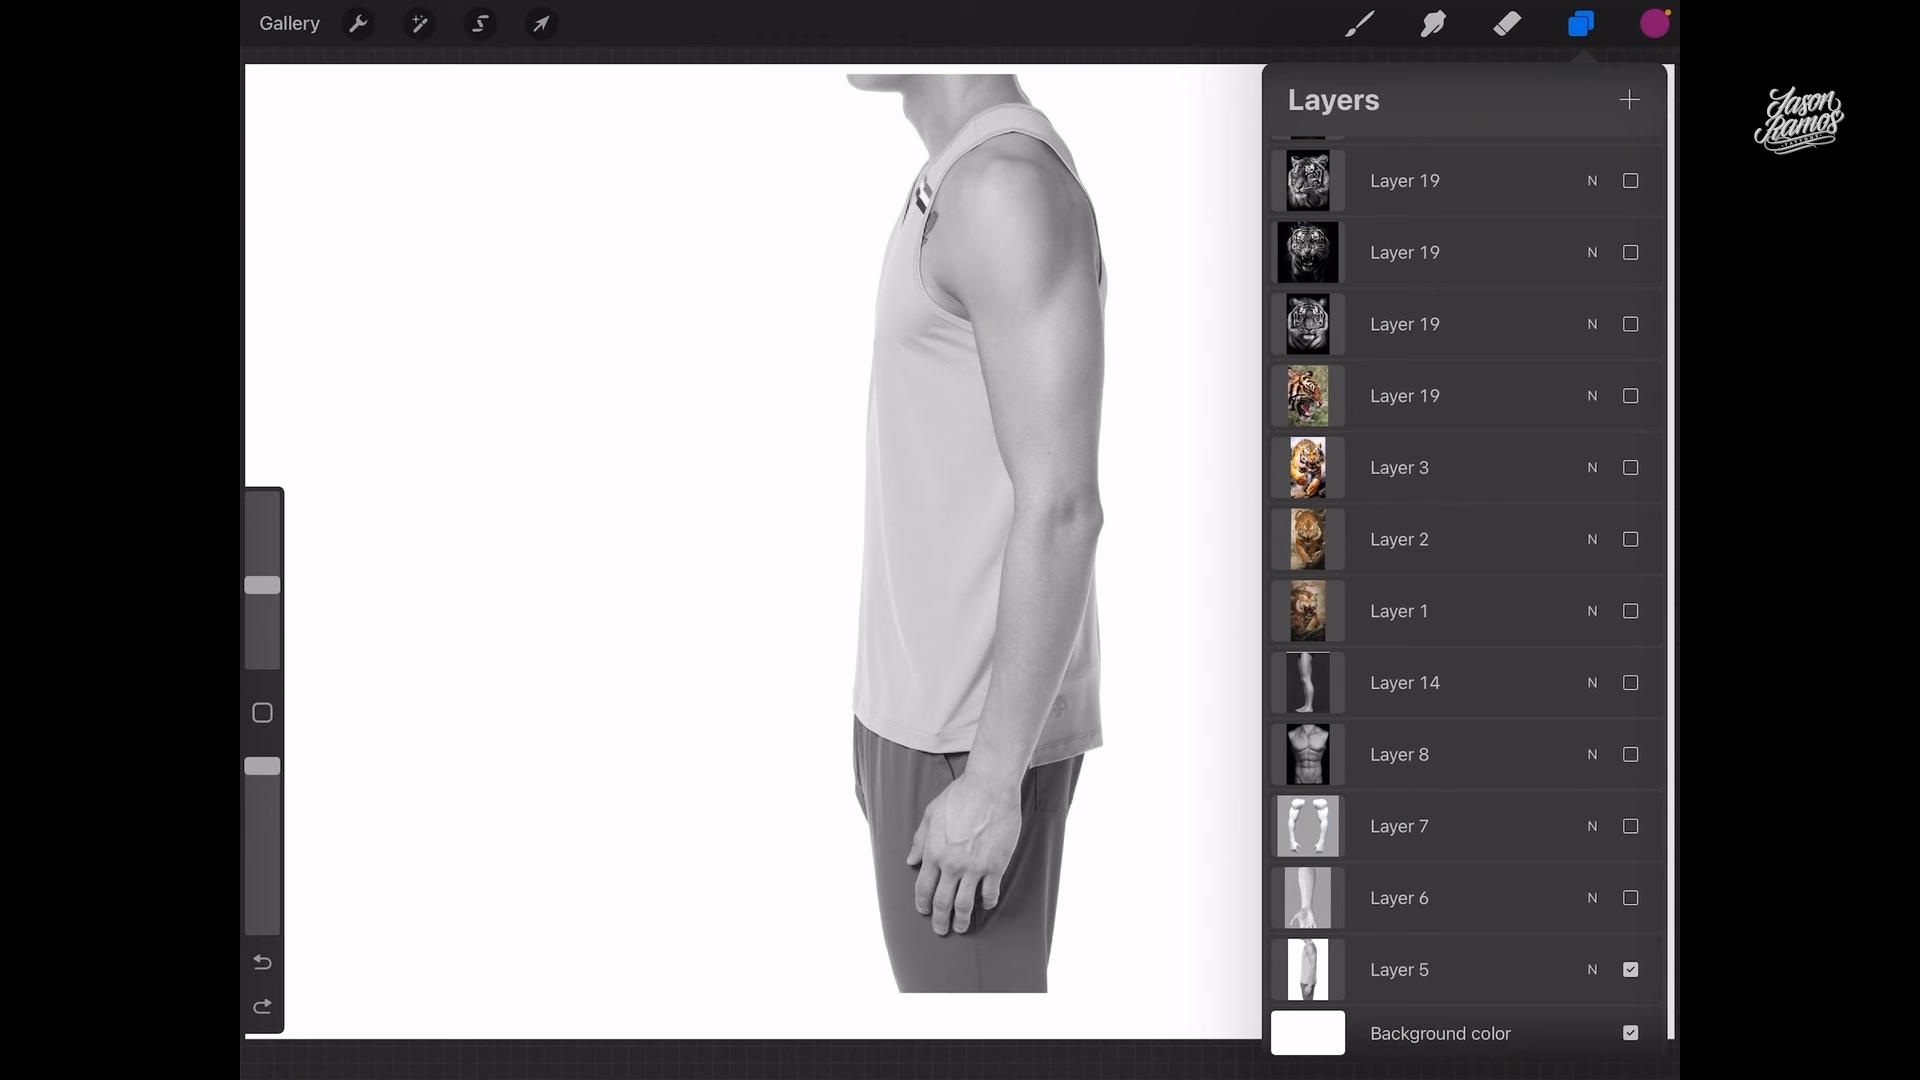 Gallery
Layers
Jason
Ramos
Layer 19 N
Layer 19 N
Layer 19 N
Layer 19 N
Layer 3 N
Layer 2 N
Layer 1 N
Layer 14 N
Layer 8 N
Layer 7 N
Layer 6 N
Layer 5 N
Background color